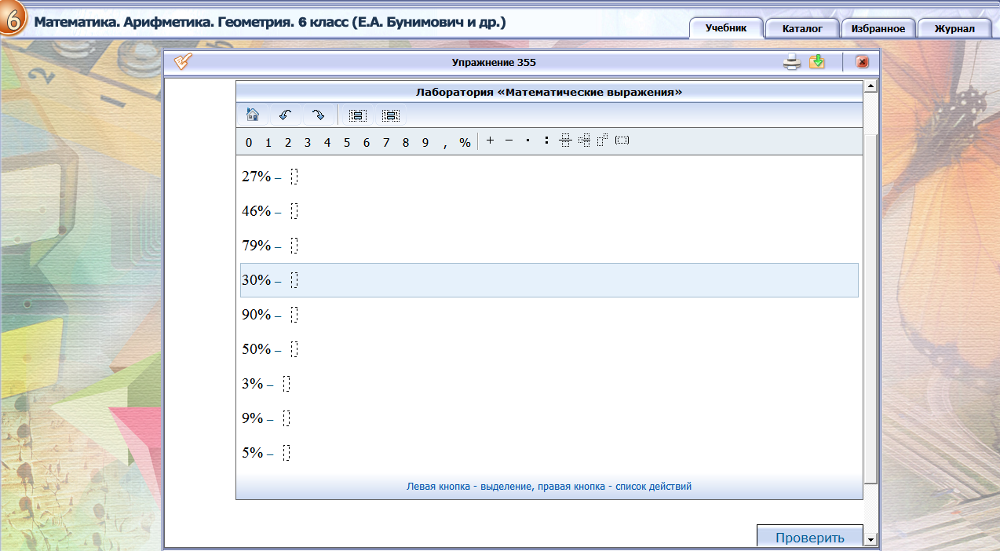 6 Математика. Арифметика. Геометрия. 6 класс (Е.А. Бунимович и др.)
Учебник Каталог Избранное Журнал
Упражнение 355
Лаборатория «Математические выражения»
0 1 2 3 4 5 6 7 8 9 , % + − · :
27% –
46% –
79% –
30% –
90% –
50% –
3% –
9% –
5% –
Левая кнопка - выделение, правая кнопка - список действий
Проверить
2
1